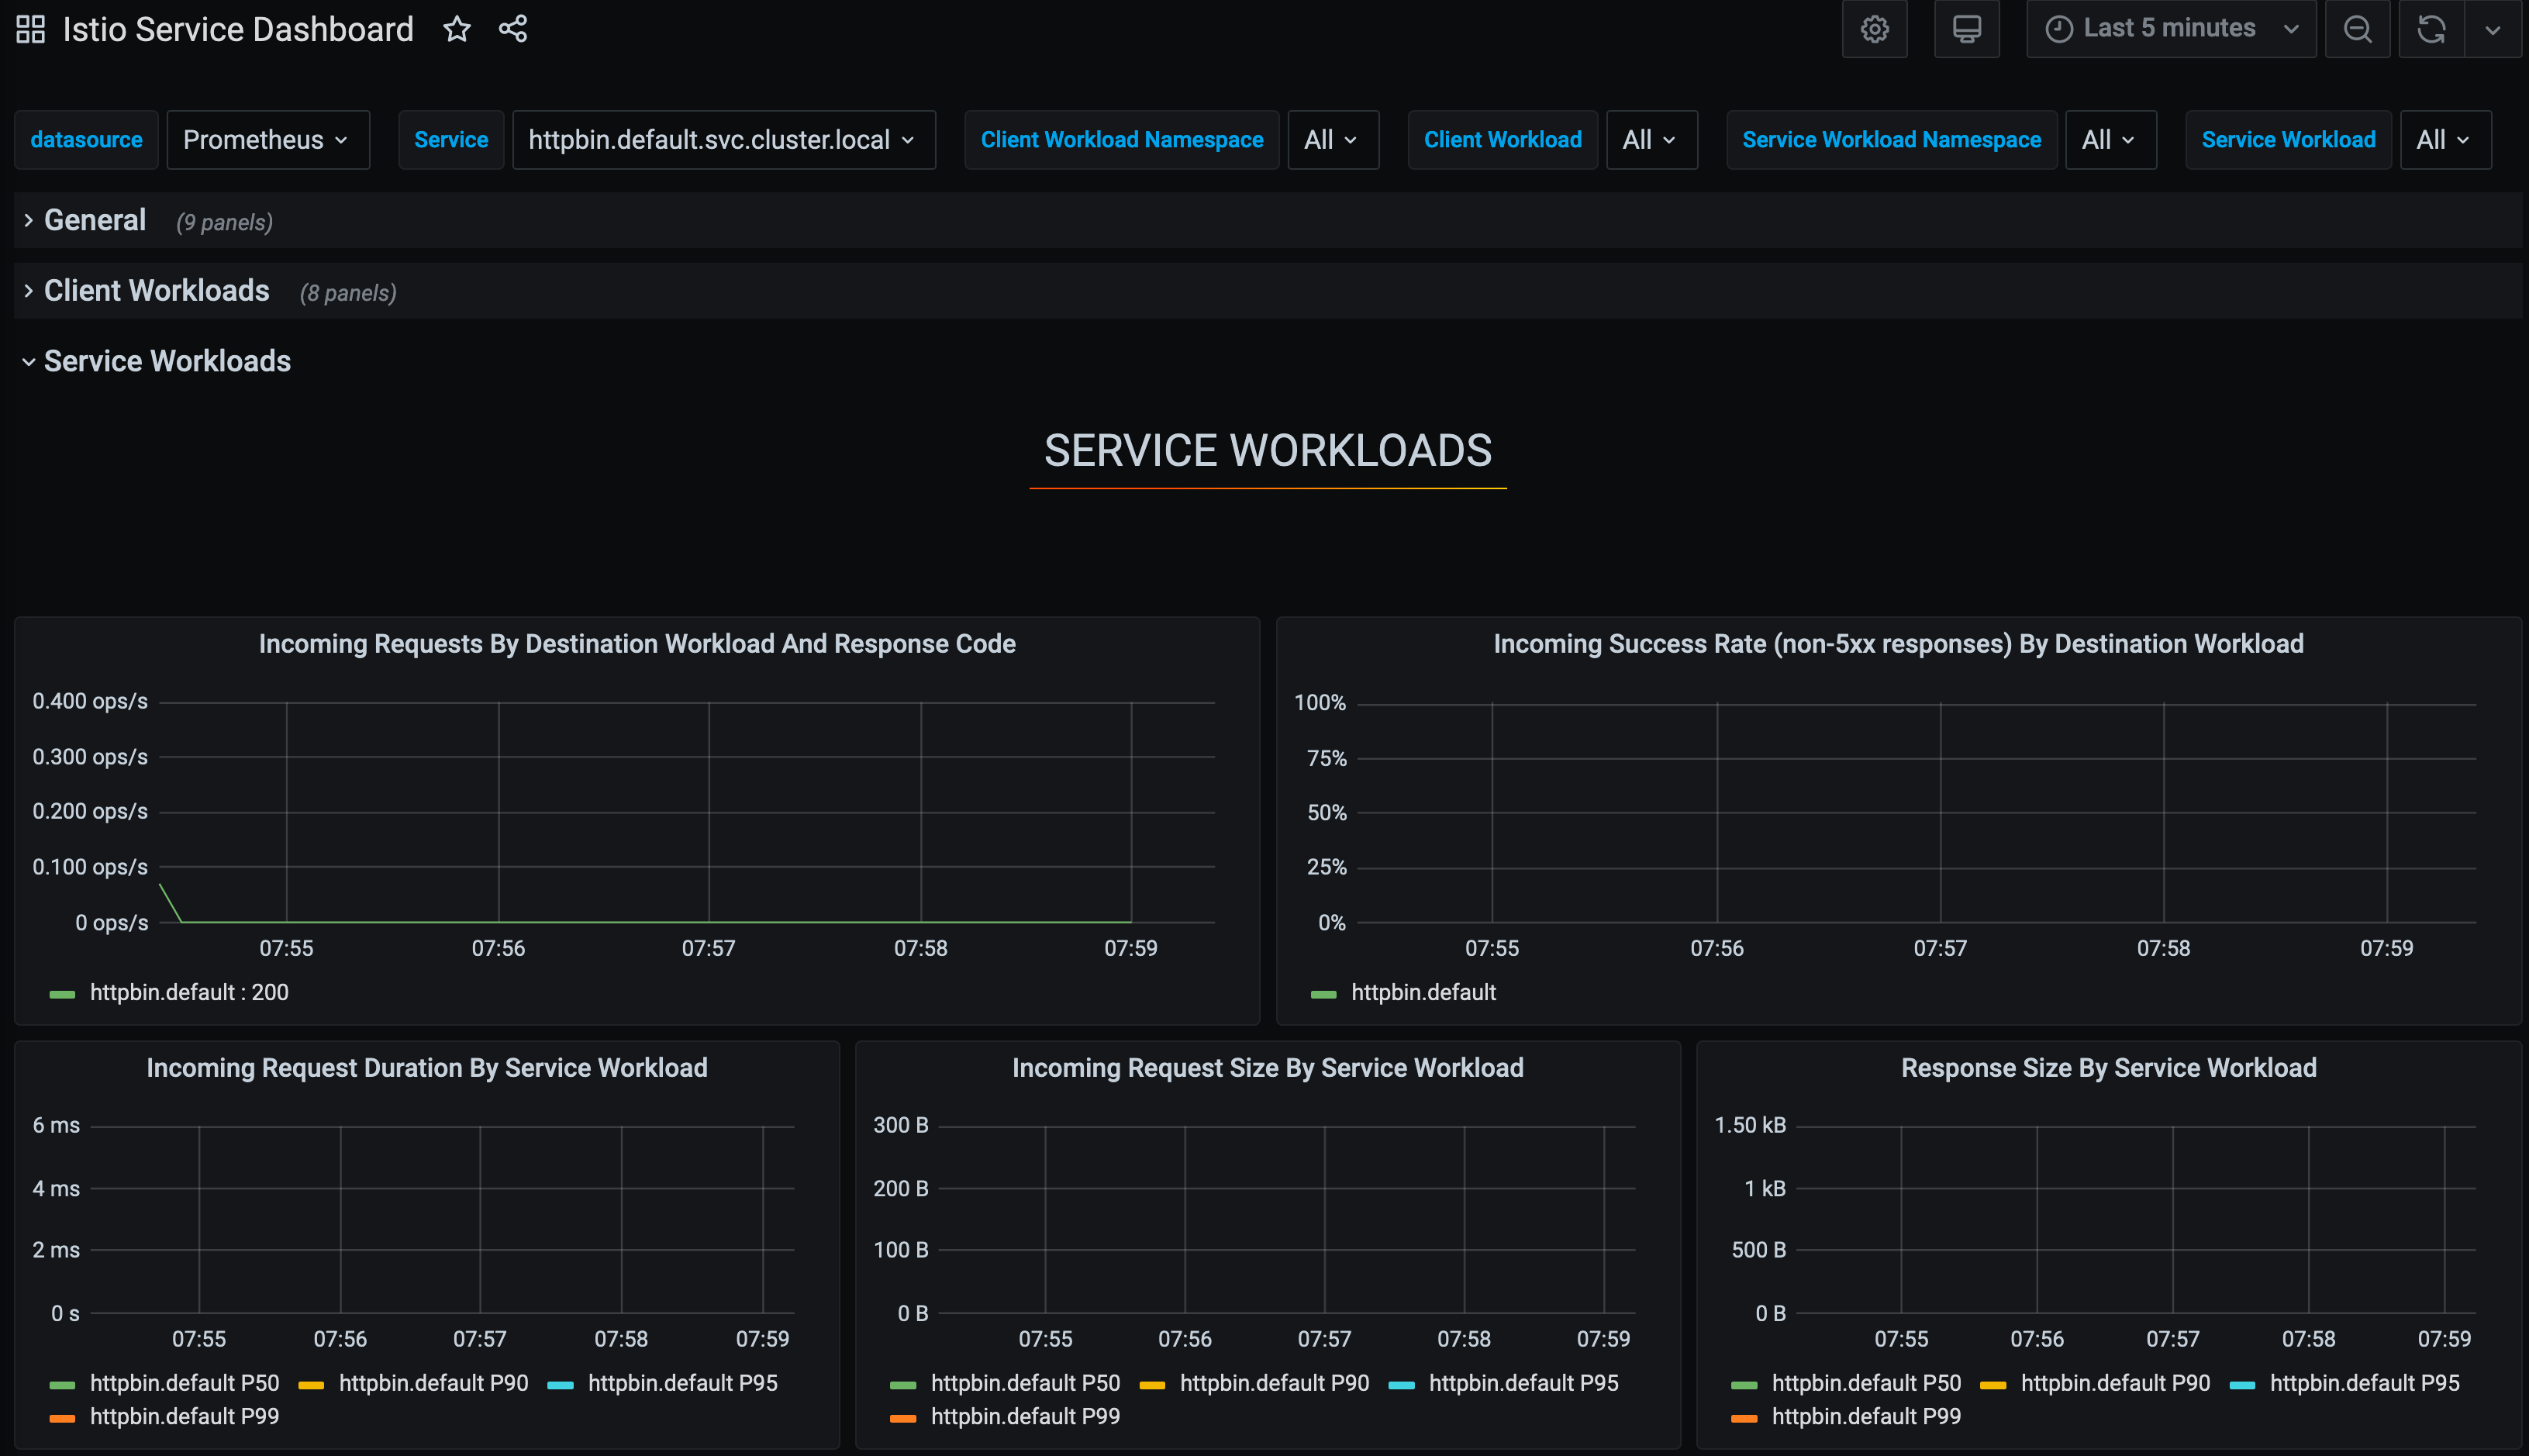 Istio Service Dashboard
Last 5 minutes
datasource Prometheus Service httpbin.default.svc.cluster.local Client Workload Namespace All Client Workload All Service Workload Namespace All Service Workload All
General (9 panels)
Client Workloads (8 panels)
Service Workloads
SERVICE WORKLOADS
Incoming Requests By Destination Workload And Response Code
0.400 ops/s
0.300 ops/s
0.200 ops/s
0.100 ops/s
0 ops/s
07:55 07:56 07:57 07:58 07:59
httpbin.default : 200
Incoming Success Rate (non-5xx responses) By Destination Workload
100%
75%
50%
25%
0%
07:55 07:56 07:57 07:58 07:59
httpbin.default
Incoming Request Duration By Service Workload
6 ms
4 ms
2 ms
0 s
07:55 07:56 07:57 07:58 07:59
httpbin.default P50 httpbin.default P90 httpbin.default P95
httpbin.default P99
Incoming Request Size By Service Workload
300 B
200 B
100 B
0 B
07:55 07:56 07:57 07:58 07:59
httpbin.default P50 httpbin.default P90 httpbin.default P95
httpbin.default P99
Response Size By Service Workload
1.50 kB
1 kB
500 B
0 B
07:55 07:56 07:57 07:58 07:59
httpbin.default P50 httpbin.default P90 httpbin.default P95
httpbin.default P99